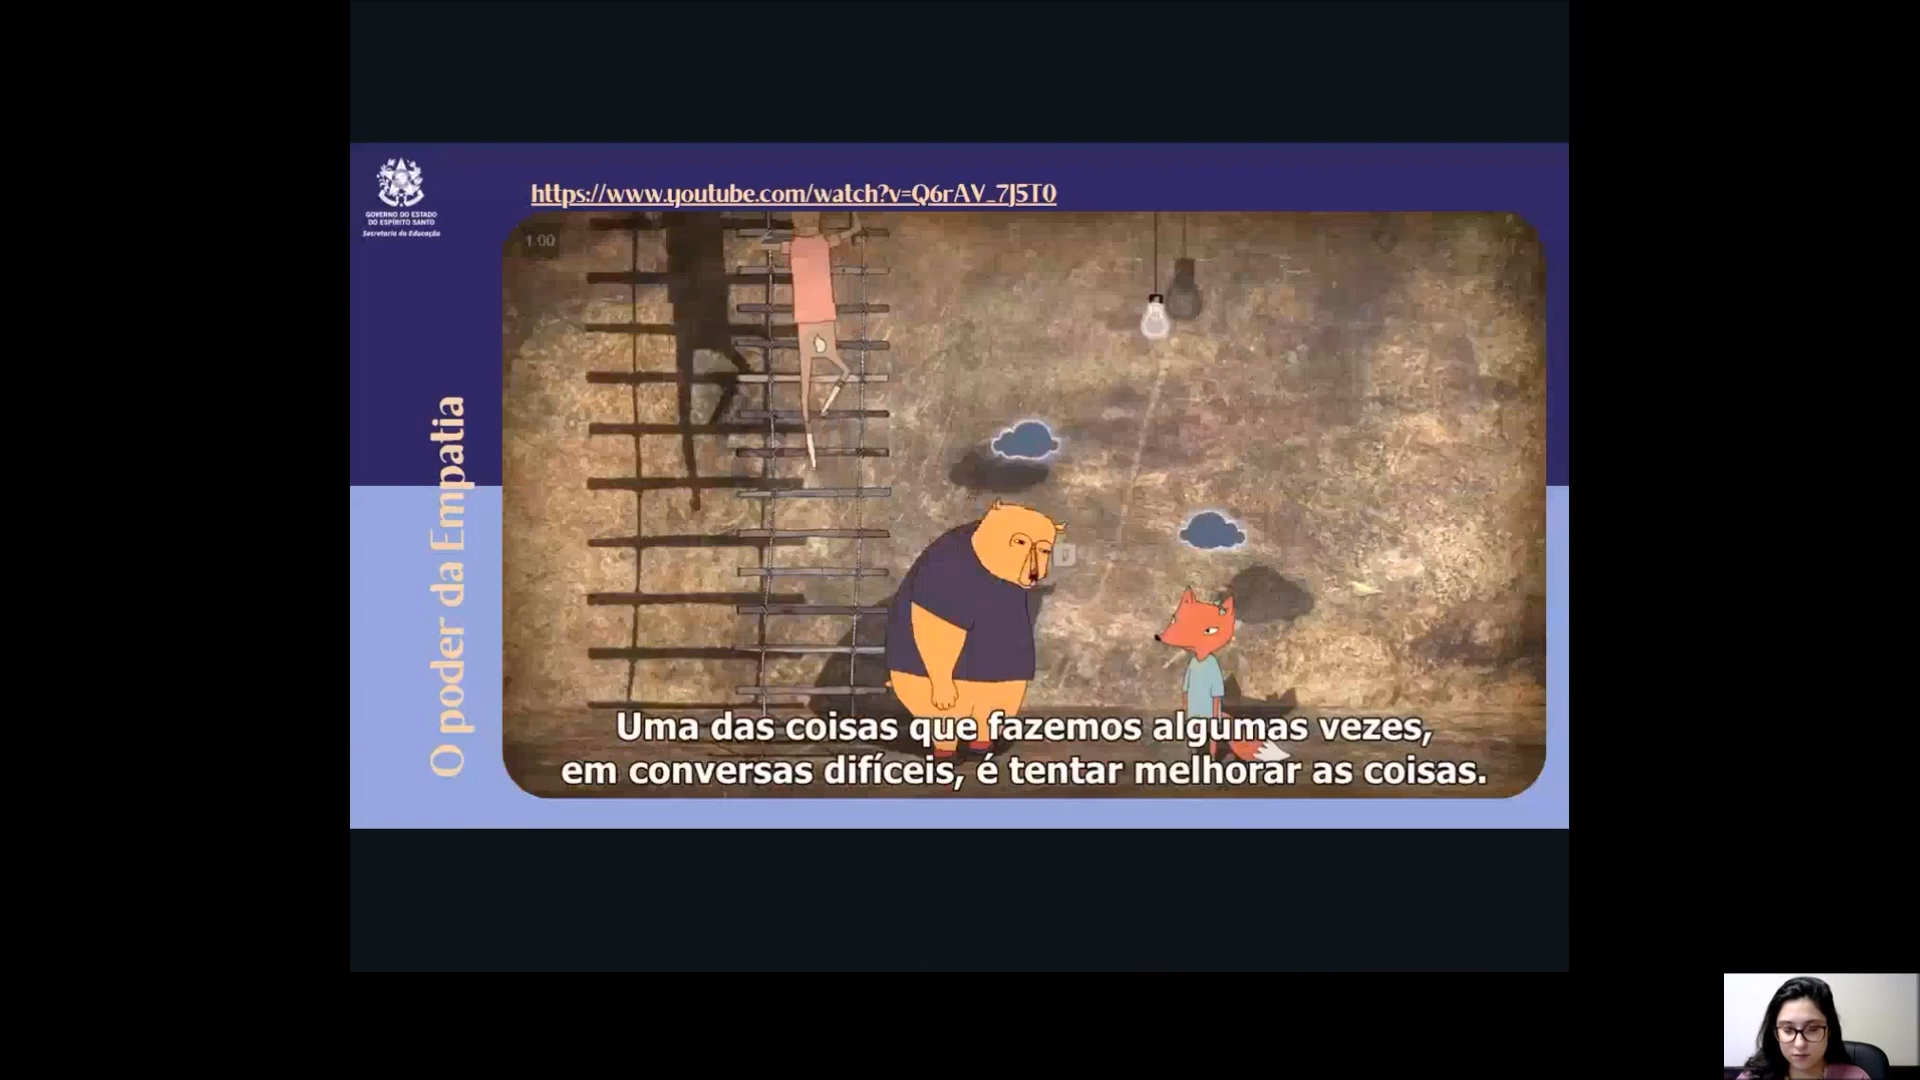 GOVERNO DO ESTADO
DO ESPÍRITO SANTO
Secretaria da Educação
https://www.youtube.com/watch?v=Q6rAV_7J5T0
1.00
O poder da Empatia
Uma das coisas que fazemos algumas vezes,
em conversas difíceis, é tentar melhorar as coisas.